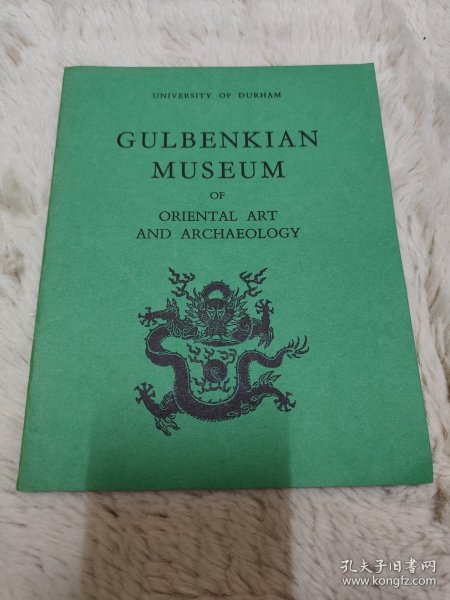 UNIVERSITY OF DURHAM
GULBENKIAN
MUSEUM
OF
ORIENTAL ART
AND ARCHAEOLOGY
孔夫子旧书网
www.kongfz.com